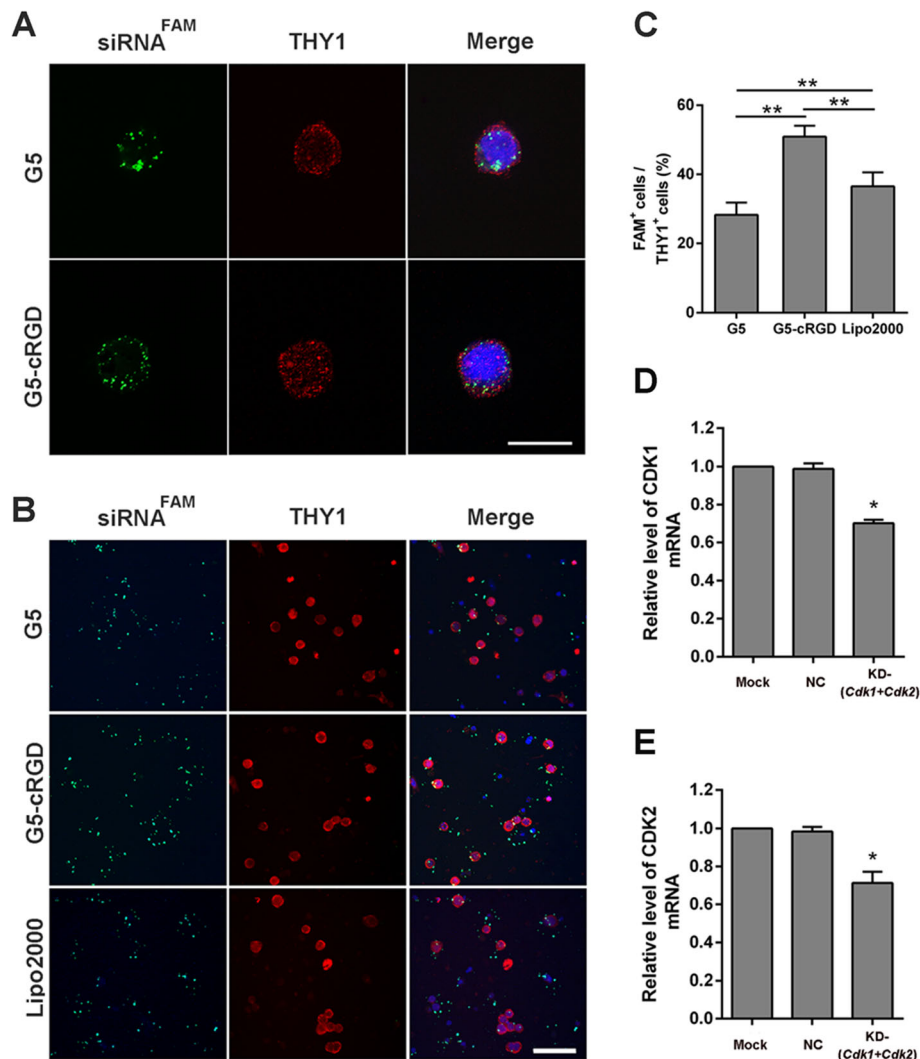 A
siRNA^FAM THY1 Merge
G5
G5-cRGD
B
siRNA^FAM THY1 Merge
G5
G5-cRGD
Lipo2000
C
** 
** **
FAM+ cells /
THY1+ cells (%)
60
40
20
0
G5 G5-cRGD Lipo2000
D
Relative level of CDK1
mRNA
1.2
1.0
0.8
0.6
0.4
0.2
0.0
*
Mock NC KD-
(Cdk1+Cdk2)
E
Relative level of CDK2
mRNA
1.2
1.0
0.8
0.6
0.4
0.2
0.0
*
Mock NC KD-
(Cdk1+Cdk2)